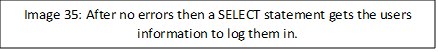 Image 35: After no errors then a SELECT statement gets the users
information to log them in.